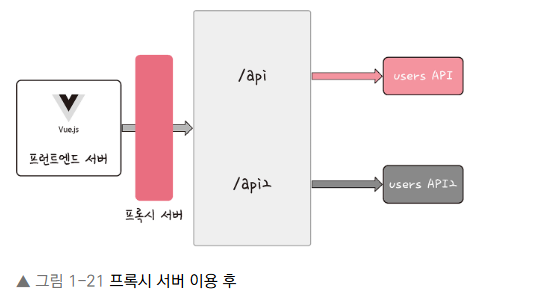 /api
users API
Vue.js
프런트엔드 서버
/api2
users API2
프록시 서버
▲ 그림 1-21 프록시 서버 이용 후